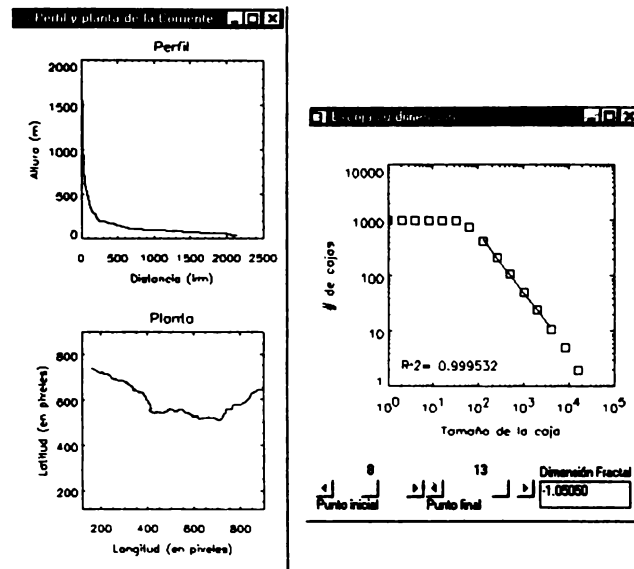 Perfil y planta de la Corriente
Perfil
2000
1500
1000
500
0
Altura (m)
0 500 1000 1500 2000 2500
Distancia (km)
Planta
800
600
400
200
Latitud (en pixeles)
200 400 600 800
Longitud (en pixeles)
10000
1000
100
10
1
# de cajas
R-2= 0.999532
10^0 10^1 10^2 10^3 10^4 10^5
Tamaño de la caja
8 13
Punto inicial Punto final
Dimensión Fractal
-1.05050